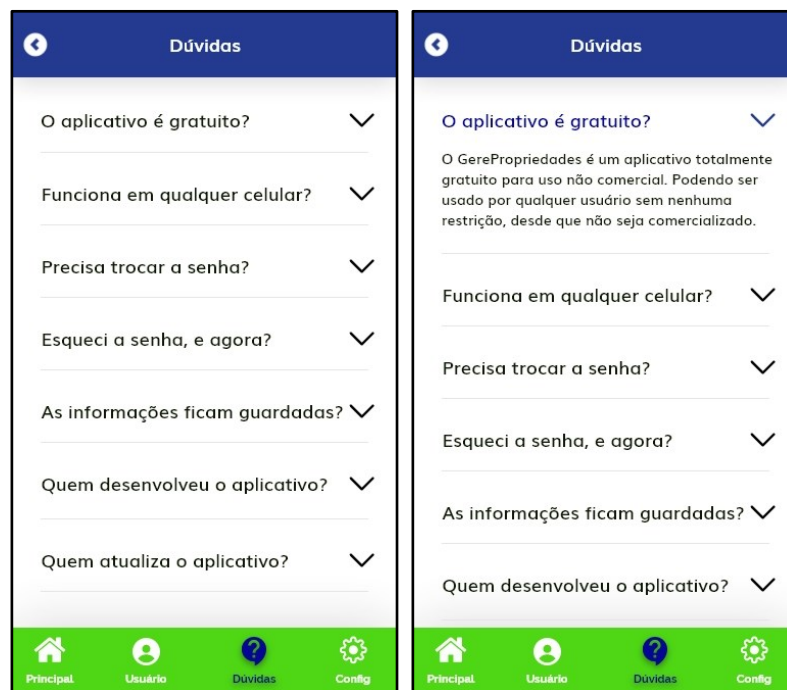 Dúvidas
O aplicativo é gratuito?
Funciona em qualquer celular?
Precisa trocar a senha?
Esqueci a senha, e agora?
As informações ficam guardadas?
Quem desenvolveu o aplicativo?
Quem atualiza o aplicativo?
Principal
Usuário
Dúvidas
Config
Dúvidas
O aplicativo é gratuito?
O GerePropriedades é um aplicativo totalmente
gratuito para uso não comercial. Podendo ser
usado por qualquer usuário sem nenhuma
restrição, desde que não seja comercializado.
Funciona em qualquer celular?
Precisa trocar a senha?
Esqueci a senha, e agora?
As informações ficam guardadas?
Quem desenvolveu o aplicativo?
Principal
Usuário
Dúvidas
Config